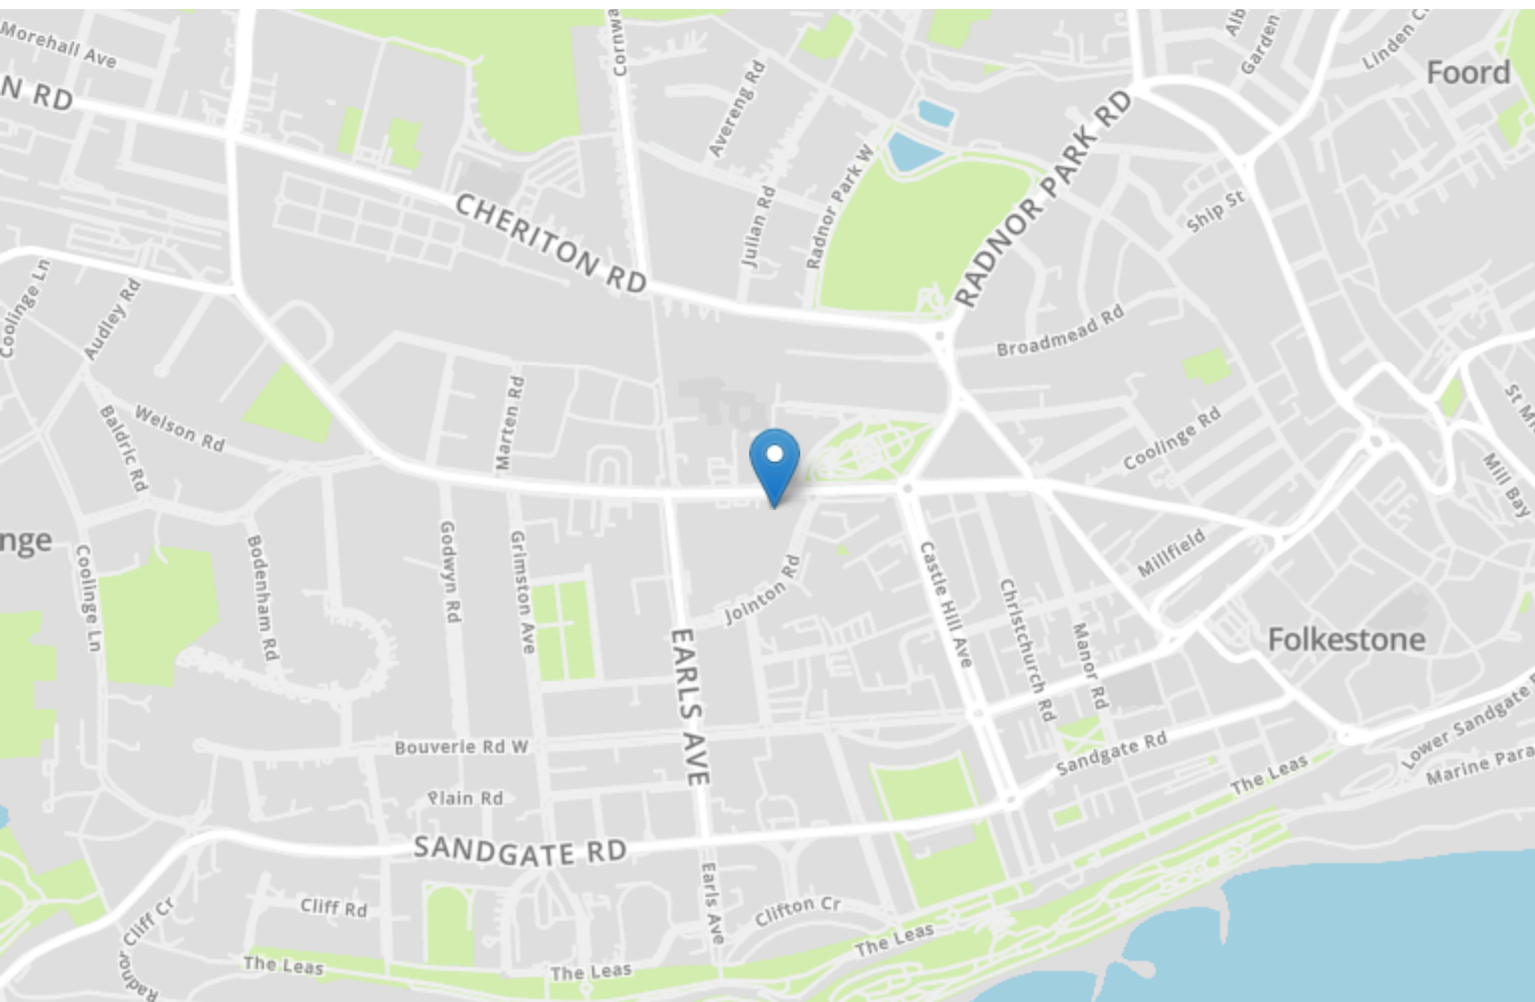 Morehall Ave
N RD
Cornwa
Avereng Rd
Julian Rd
Radnor Park W
CHERITON RD
RADNOR PARK RD
Alb
Garden
Linden C
Foord
Ship St
Broadmead Rd
Coolinge Ln
Audley Rd
Welson Rd
Baldric Rd
Marten Rd
Coolinge Rd
St Mi
Mill Bay
nge
Coolinge Ln
Bodenham Rd
Godwyn Rd
Grimston Ave
Jointon Rd
Castle Hill Ave
Christchurch Rd
Manor Rd
Millfield
Folkestone
EARLS AVE
Bouverie Rd W
Plain Rd
SANDGATE RD
Sandgate Rd
The Leas
Lower Sandgate R
Marine Para
Cliff Rd
Cliff Cr
Radnor
Earls Ave
Clifton Cr
The Leas
The Leas
The Leas